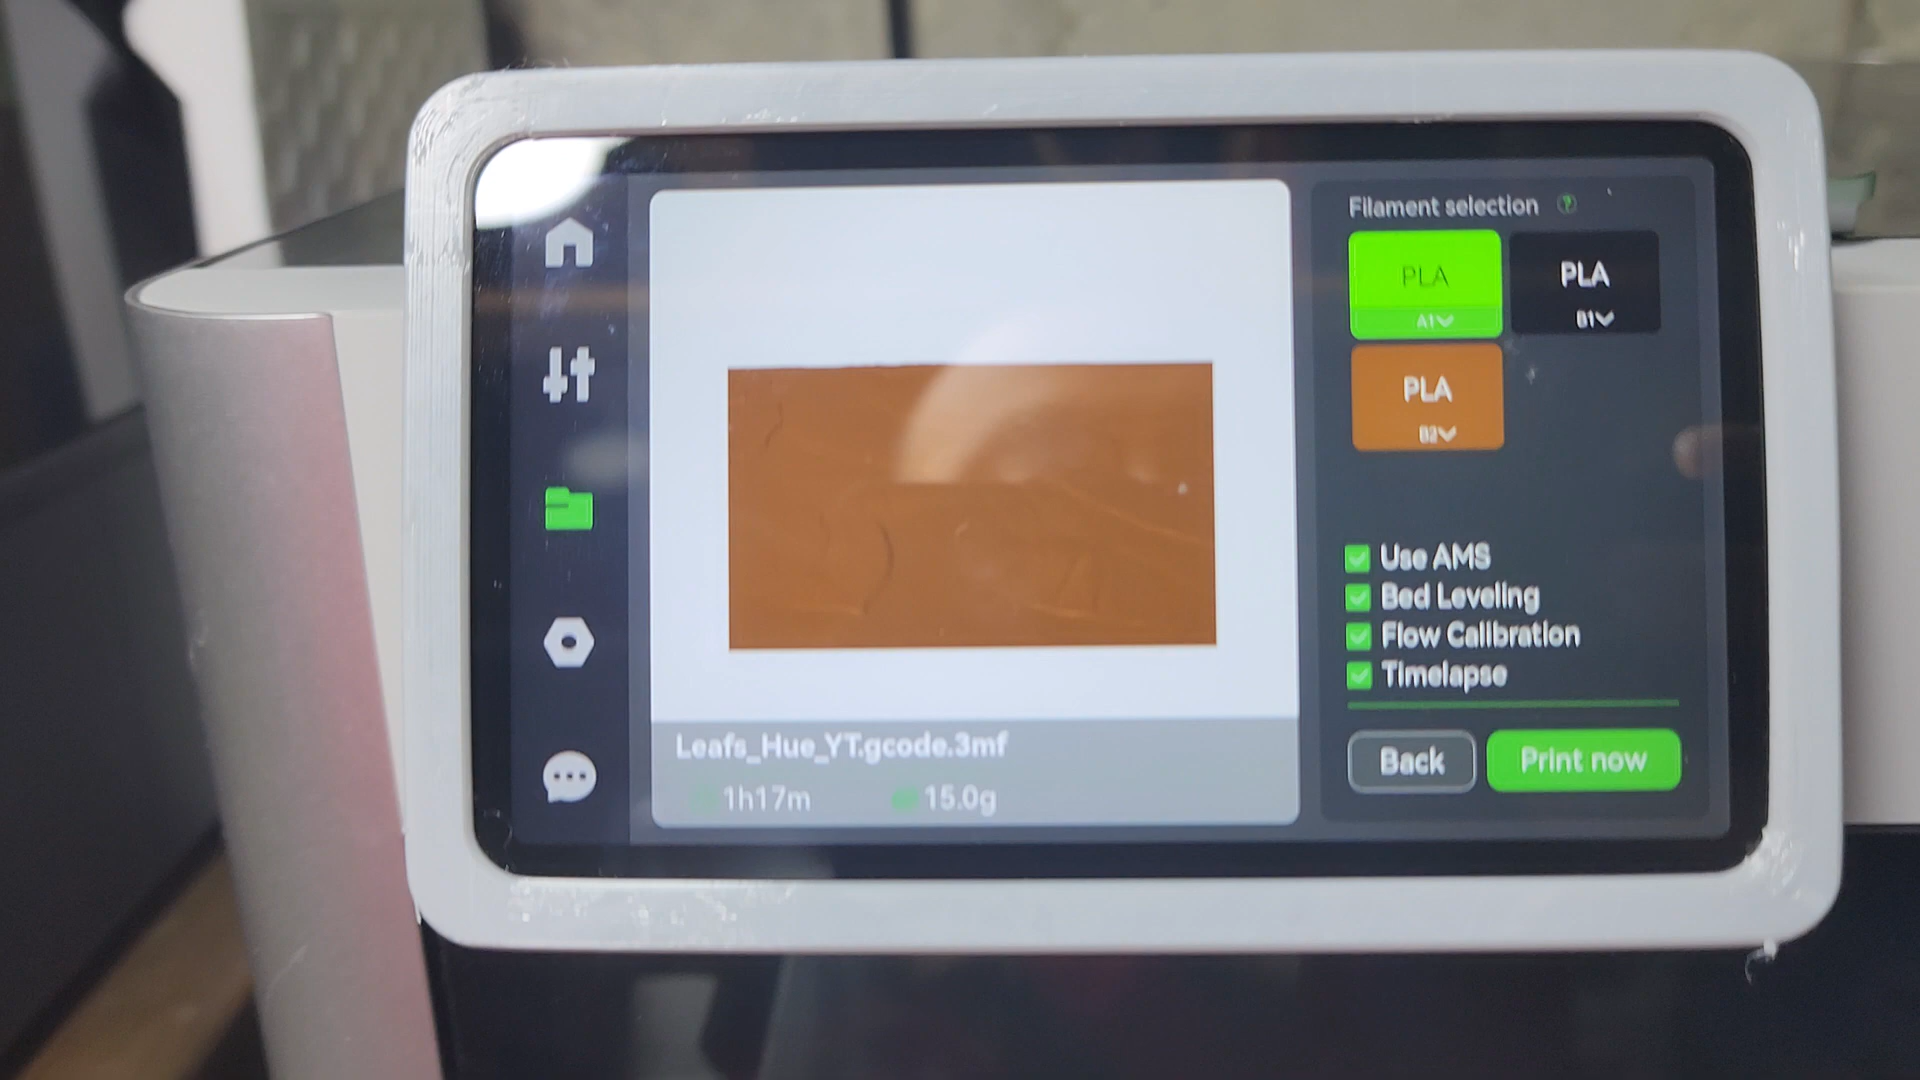 Filament selection ?
PLA
A1
PLA
B1
PLA
B2
Use AMS
Bed Leveling
Flow Calibration
Timelapse
Back
Print now
Leafs_Hue_YT.gcode.3mf
1h17m
15.0g